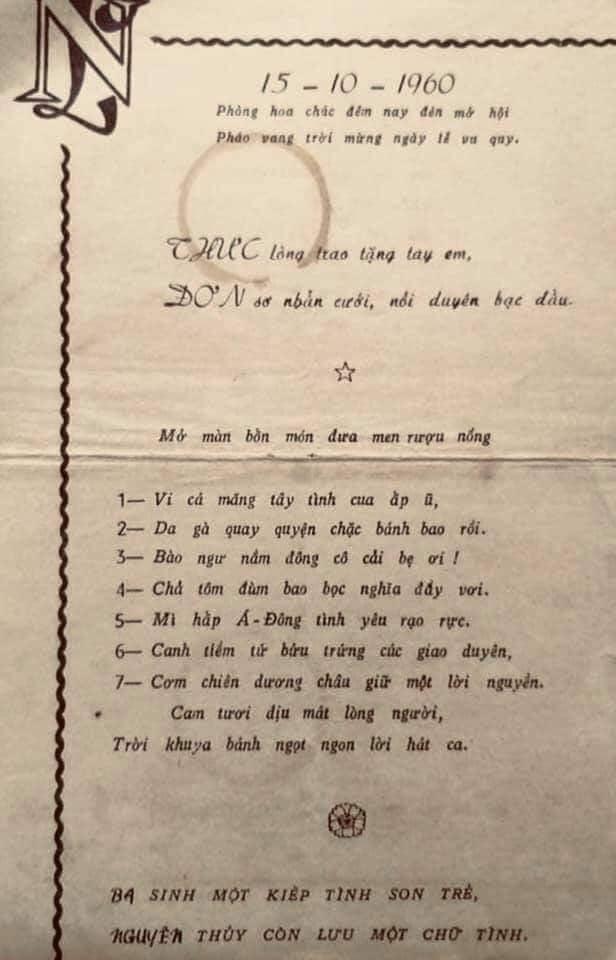 NL
15 - 10 - 1960
Phòng hoa chúc đêm nay đèn mở hội
Pháo vang trời mừng ngày lễ vu quy.
THỰC lòng trao tặng tay em,
ĐƠN sơ nhẫn cưới, nối duyên bạc đầu.
Mở màn bốn món đưa men rượu nồng
1— Vi cá măng tây tình cua ấp ủ,
2— Da gà quay quyện chặc bánh bao rồi.
3— Bào ngư nấm đông cô cải bẹ ơi !
4— Chả tôm đùm bao bọc nghĩa đầy vơi.
5— Mì hấp Á-Đông tình yêu rạo rực.
6— Canh tiềm tứ bửu trứng cúc giao duyên,
7— Cơm chiên dương châu giữ một lời nguyền.
Cam tươi dịu mát lòng người,
Trời khuya bánh ngọt ngon lời hát ca.
BA SINH MỘT KIẾP TÌNH SON TRẺ,
NGUYÊN THỦY CÒN LƯU MỘT CHỮ TÌNH.